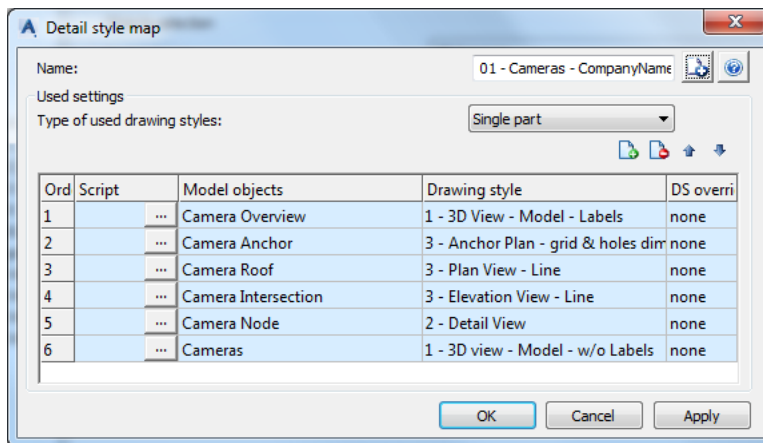 Detail style map
Name: 01 - Cameras - CompanyName
Used settings
Type of used drawing styles: Single part
Ord Script Model objects Drawing style DS overri
1 ... Camera Overview 1 - 3D View - Model - Labels none
2 ... Camera Anchor 3 - Anchor Plan - grid & holes dim none
3 ... Camera Roof 3 - Plan View - Line none
4 ... Camera Intersection 3 - Elevation View - Line none
5 ... Camera Node 2 - Detail View none
6 ... Cameras 1 - 3D view - Model - w/o Labels none
OK Cancel Apply